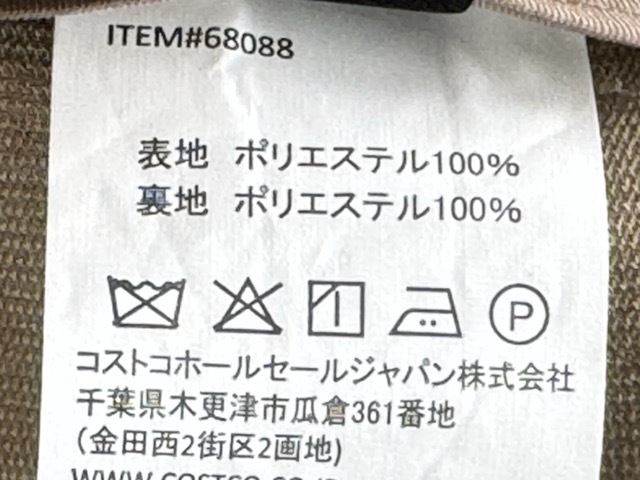 ITEM#68088
表地 ポリエステル100%
裏地 ポリエステル100%
P
コストコホールセールジャパン株式会社
千葉県木更津市瓜倉361番地
(金田西2街区2画地)